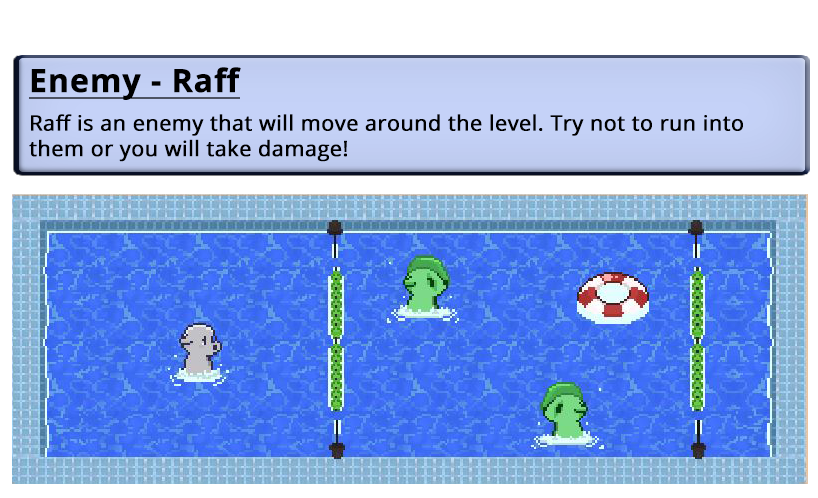 Enemy - Raff
Raff is an enemy that will move around the level. Try not to run into
them or you will take damage!